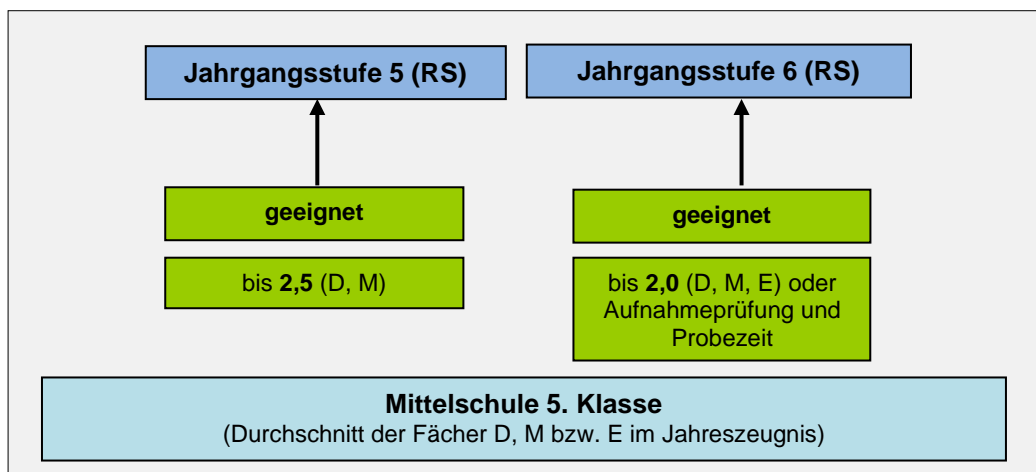 Jahrgangsstufe 5 (RS)
Jahrgangsstufe 6 (RS)
geeignet
geeignet
bis 2,5 (D, M)
bis 2,0 (D, M, E) oder
Aufnahmeprüfung und
Probezeit
Mittelschule 5. Klasse
(Durchschnitt der Fächer D, M bzw. E im Jahreszeugnis)